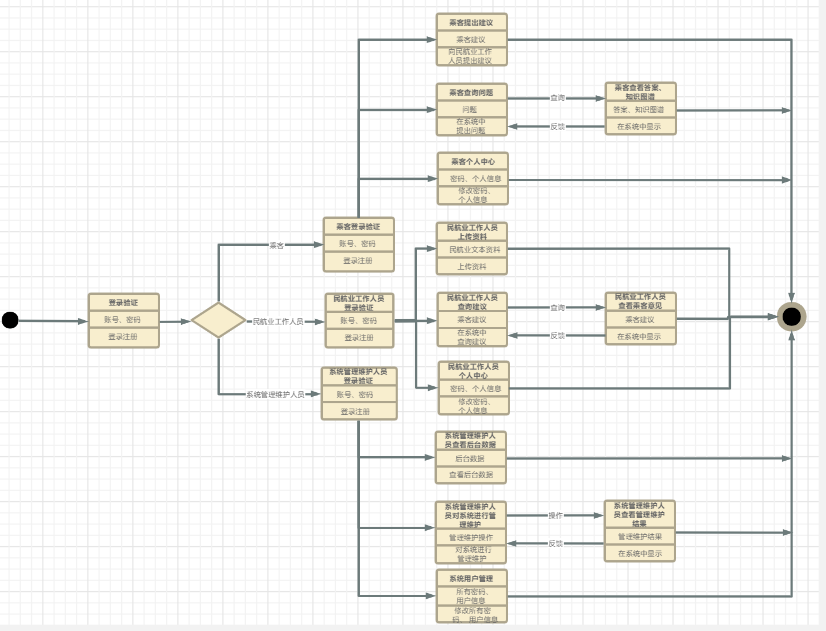 乘客提出建议
乘客建议
向民航业工作
人员提出建议
乘客查询问题
问题
在系统中
提出问题
查询
反馈
乘客查看答案、
知识图谱
答案、知识图谱
在系统中显示
乘客个人中心
密码、个人信息
修改密码、
个人信息
乘客登录验证
账号、密码
登录注册
乘客
民航业工作人员
上传资料
民航业文本资料
上传资料
登录验证
账号、密码
登录注册
民航业工作人员
民航业工作人员
登录验证
账号、密码
登录注册
民航业工作人员
查询建议
乘客建议
在系统中
查询建议
查询
反馈
民航业工作人员
查看乘客意见
乘客建议
在系统中显示
系统管理维护人员
系统管理维护人员
登录验证
账号、密码
登录注册
民航业工作人员
个人中心
密码、个人信息
修改密码、
个人信息
系统管理维护人
员查看后台数据
后台数据
查看后台数据
系统管理维护人
员对系统进行管
理维护
管理维护操作
对系统进行
管理维护
操作
反馈
系统管理维护人
员查看管理维护
结果
管理维护结果
在系统中显示
系统用户管理
所有密码、
用户信息
修改所有密
码、用户信息